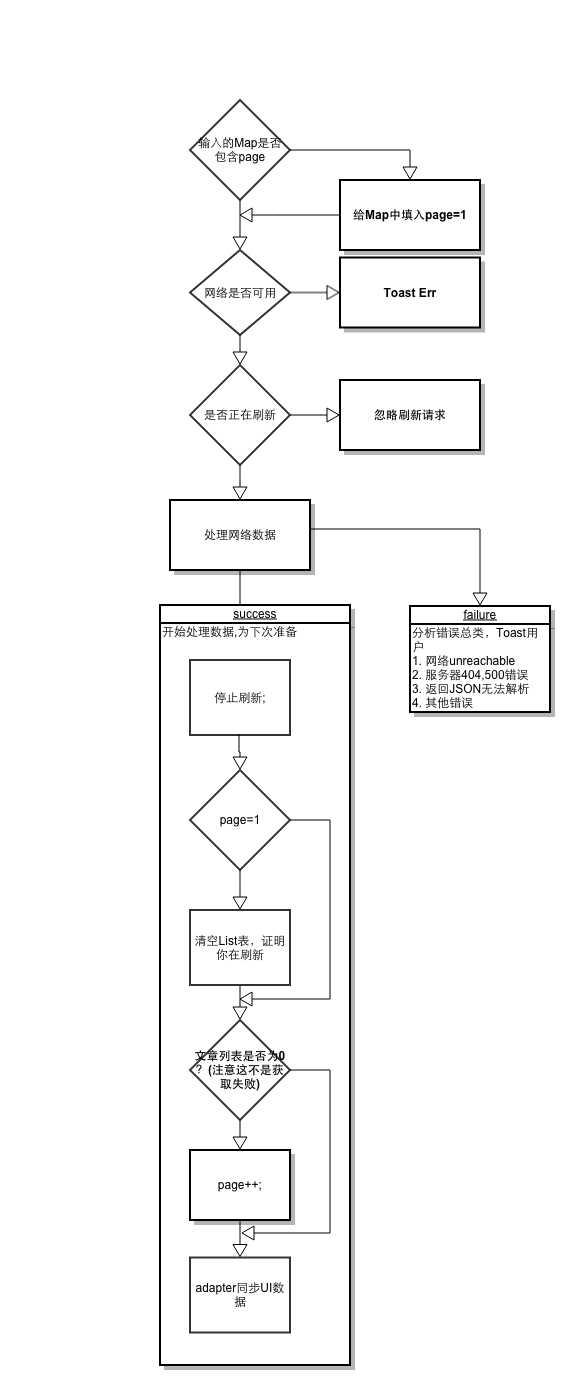 输入的Map是否
包含page
给Map中填入page=1
网络是否可用
Toast Err
是否正在刷新
忽略刷新请求
处理网络数据
success
开始处理数据,为下次准备
failure
分析错误总类，Toast用
户
1. 网络unreachable
2. 服务器404,500错误
3. 返回JSON无法解析
4. 其他错误
停止刷新;
page=1
清空List表，证明
你在刷新
文章列表是否为0
？(注意这不是获
取失败)
page++;
adapter同步UI数
据